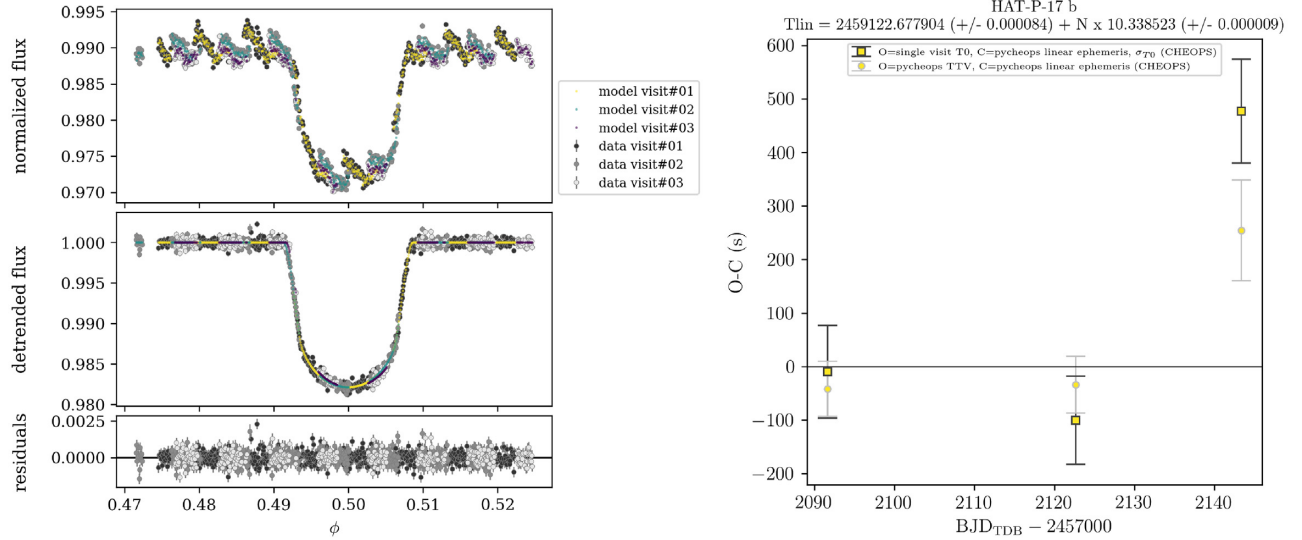 normalized flux
0.990
0.985
0.980
0.975
0.970
model visit#01
model visit#02
model visit#03
data visit#01
data visit#02
data visit#03
detrended flux
1.000
0.995
0.990
0.985
0.980
residuals
0.0025
0.0000
0.47 0.48 0.49 0.50 0.51 0.52
ϕ
HAT-P-17 b
Tlin = 2459122.677904 (+/- 0.000084) + N x 10.338523 (+/- 0.000009)
O=single visit T0, C=pycheops linear ephemeris, σT0 (CHEOPS)
O=pycheops TTV, C=pycheops linear ephemeris (CHEOPS)
O-C (s)
600
500
400
300
200
100
0
−100
−200
2090 2100 2110 2120 2130 2140
BJDTDB − 2457000